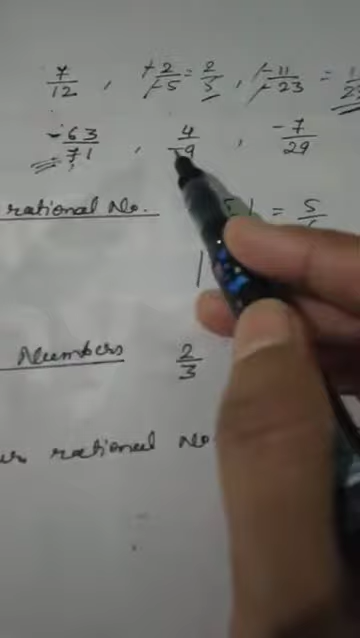 7/12 , -2/-5 = 2/5 , -11/-23 =
-63/71 , 4/-9 , -7/29
rational No. = 5/
Numbers 2/3
rational No